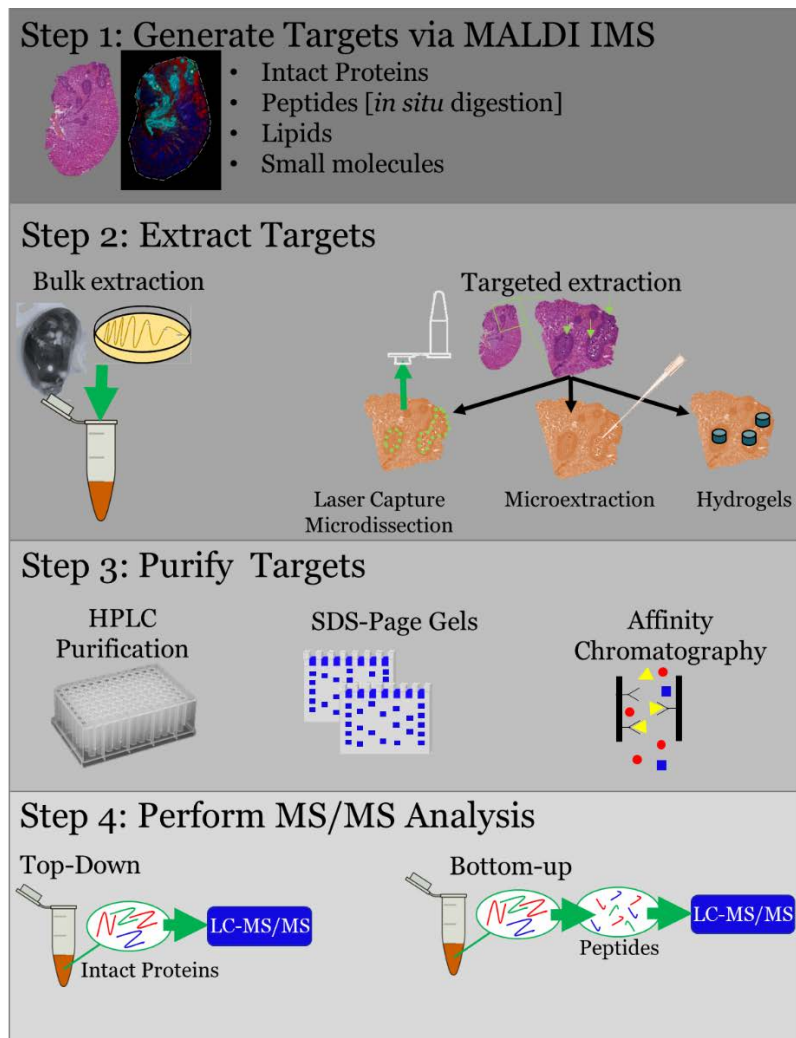 Step 1: Generate Targets via MALDI IMS
• Intact Proteins
• Peptides [in situ digestion]
• Lipids
• Small molecules
Step 2: Extract Targets
Bulk extraction
Targeted extraction
Laser Capture
Microdissection
Microextraction
Hydrogels
Step 3: Purify Targets
HPLC
Purification
SDS-Page Gels
Affinity
Chromatography
Step 4: Perform MS/MS Analysis
Top-Down
LC-MS/MS
Intact Proteins
Bottom-up
LC-MS/MS
Peptides